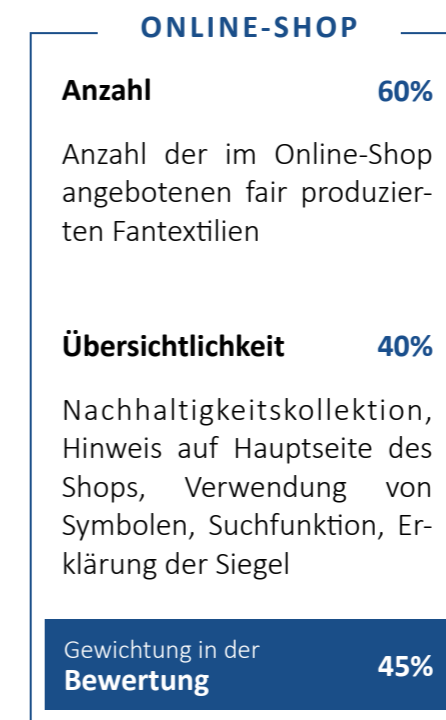 ONLINE-SHOP
Anzahl 60%
Anzahl der im Online-Shop
angebotenen fair produzier-
ten Fantextilien
Übersichtlichkeit 40%
Nachhaltigkeitskollektion,
Hinweis auf Hauptseite des
Shops, Verwendung von
Symbolen, Suchfunktion, Er-
klärung der Siegel
Gewichtung in der
Bewertung 45%